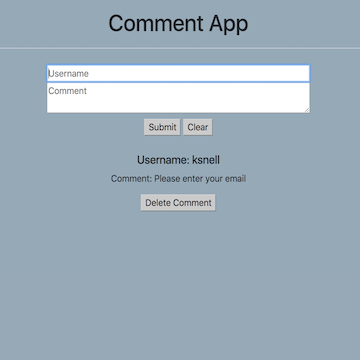 Comment App
Username
Comment
Submit Clear
Username: ksnell
Comment: Please enter your email
Delete Comment